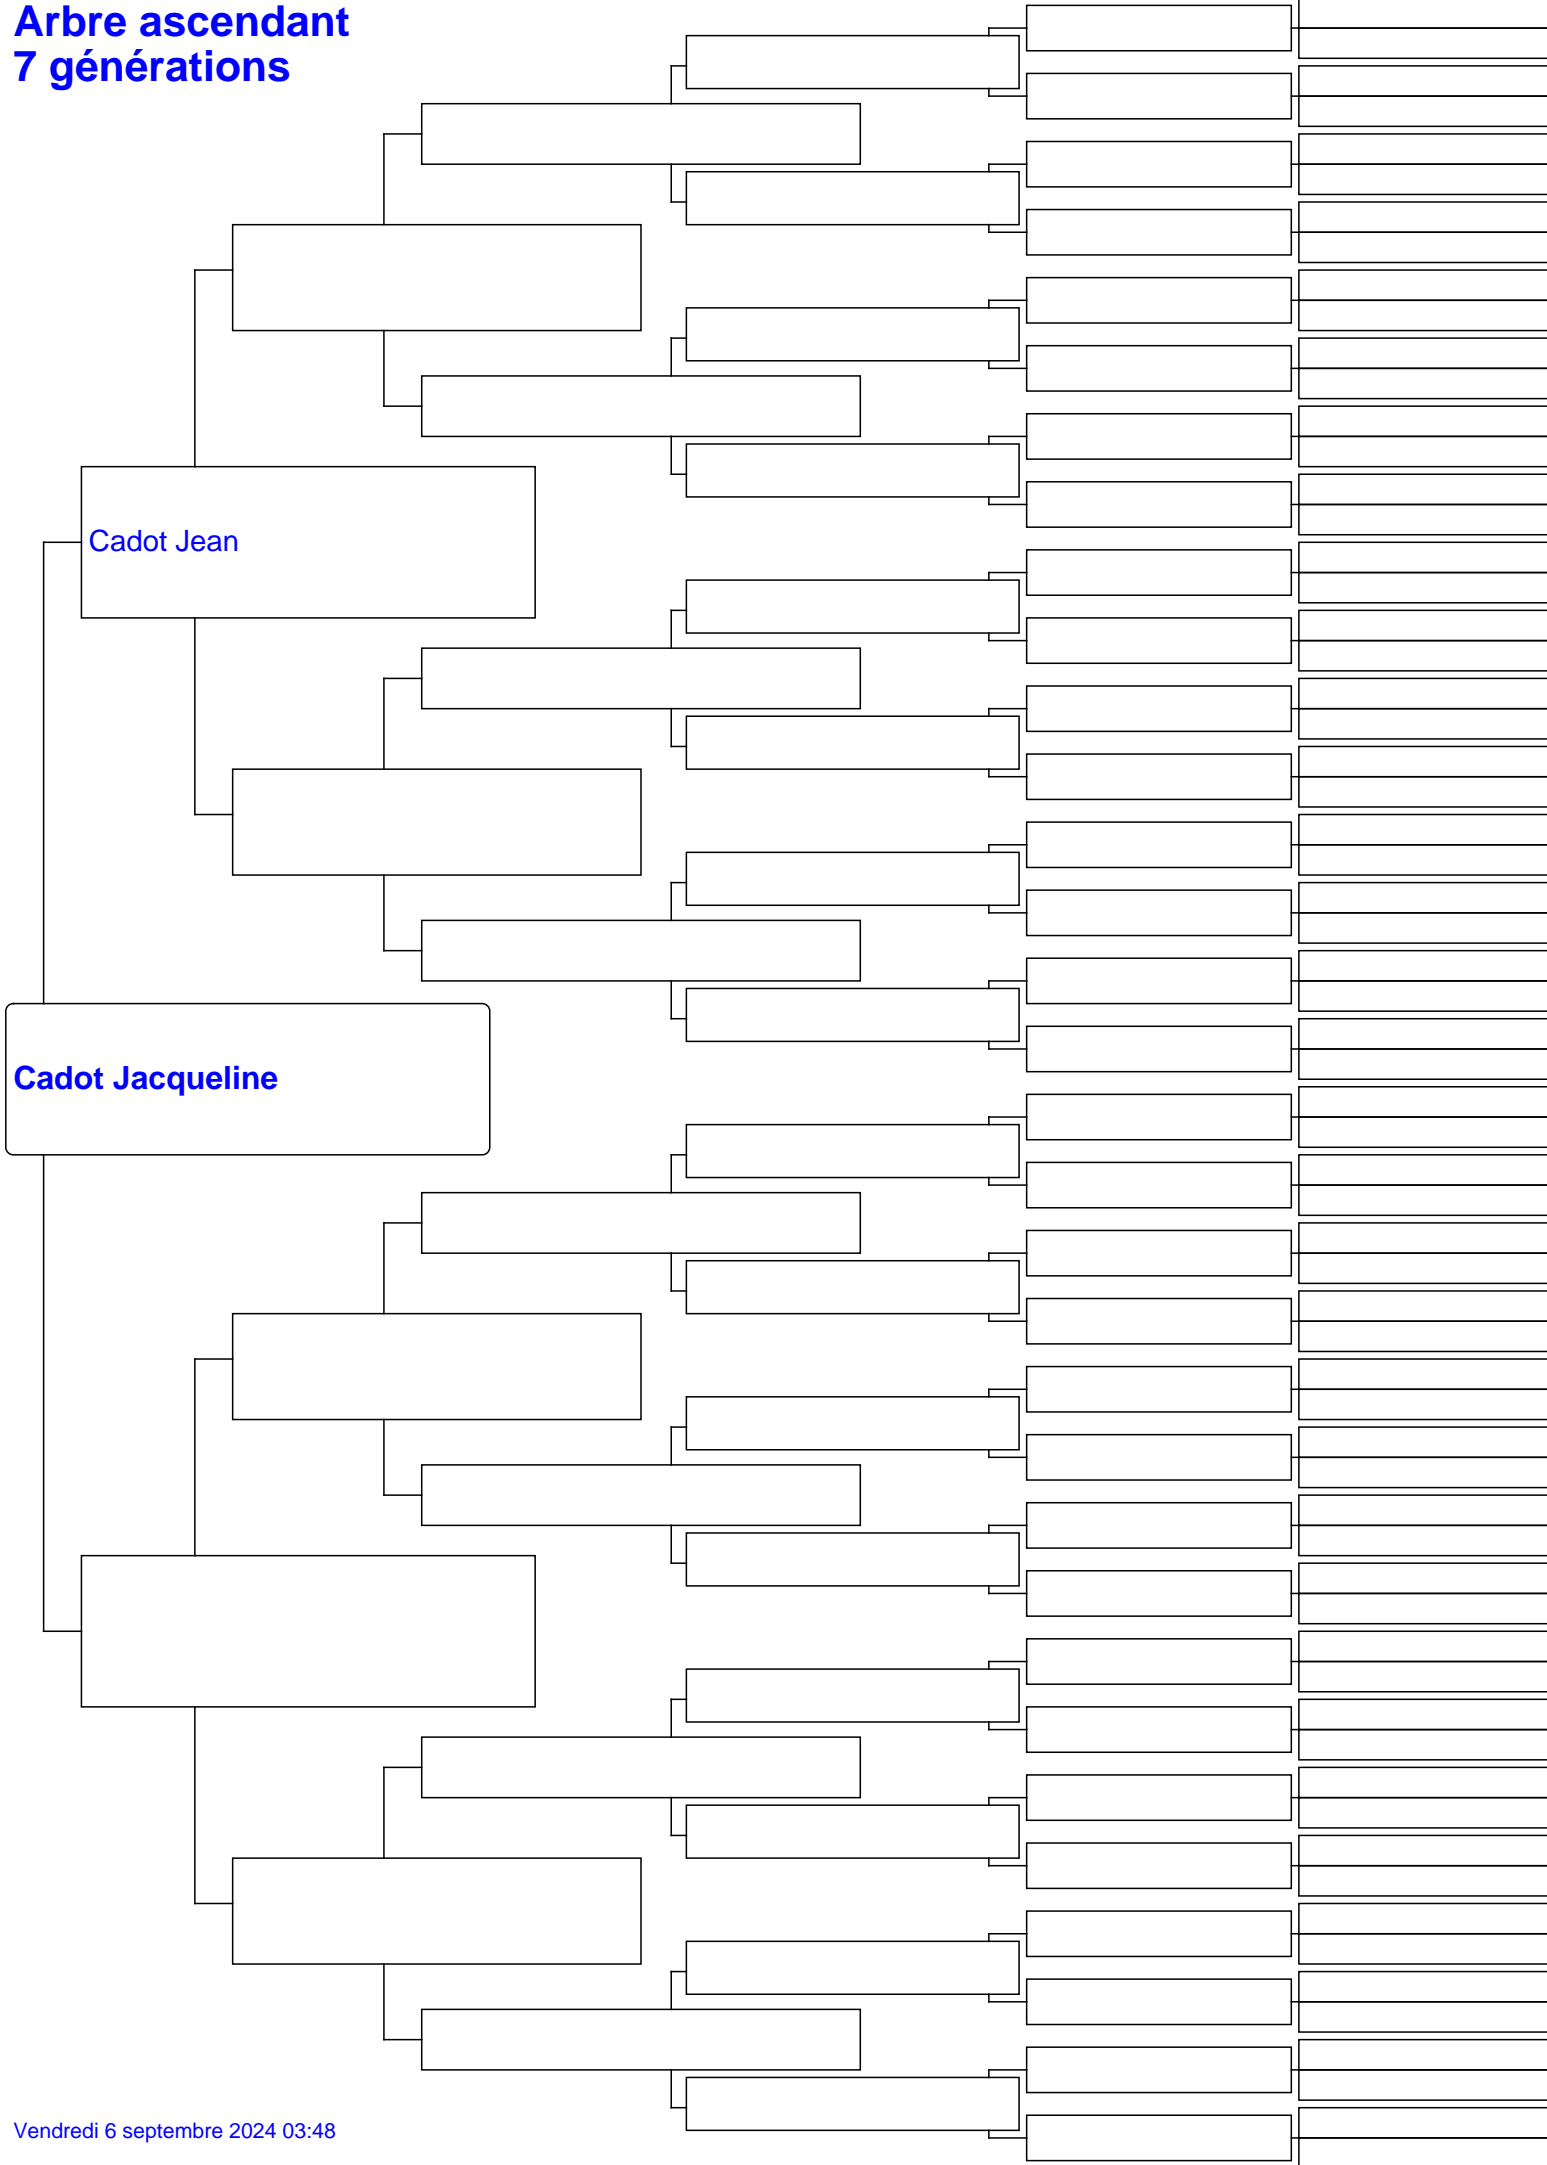 Arbre ascendant
7 générations
Cadot Jean
Cadot Jacqueline
Vendredi 6 septembre 2024 03:48